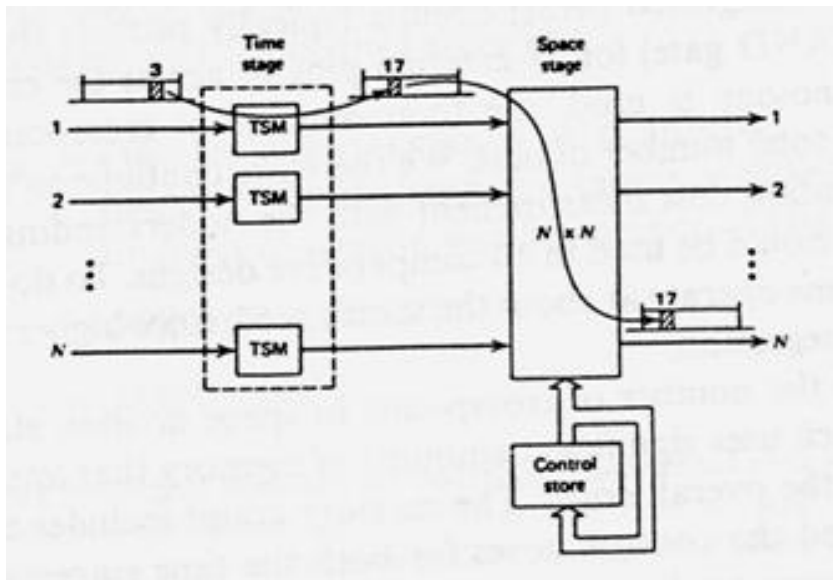 Time
stage
Space
stage
3
17
1
TSM
1
2
TSM
2
N x N
17
N
TSM
N
Control
store